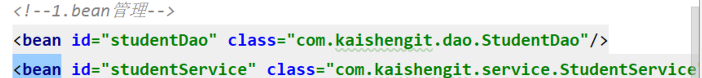 <!--1.bean管理-->
<bean id="studentDao" class="com.kaishengit.dao.StudentDao"/>
<bean id="studentService" class="com.kaishengit.service.StudentService